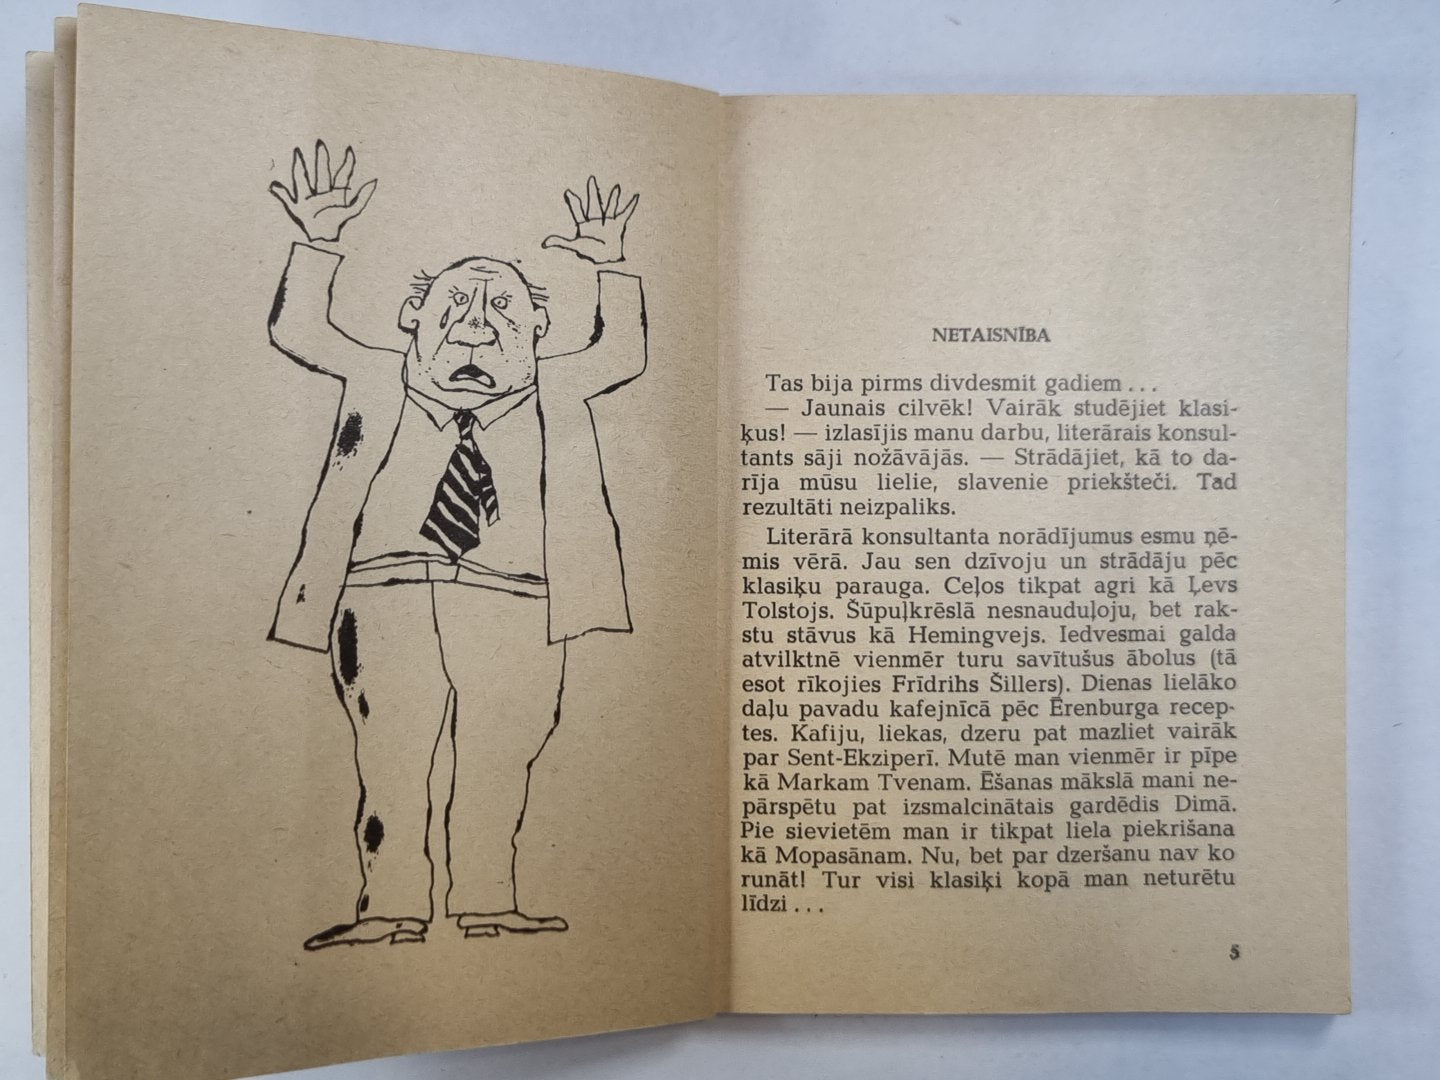 NETAISNĪBA
Tas bija pirms divdesmit gadiem . . .
— Jaunais cilvēk! Vairāk studējiet klasi-
ķus! — izlasījis manu darbu, literārais konsul-
tants sāji nožāvājās. — Strādājiet, kā to da-
rīja mūsu lielie, slavenie priekšteči. Tad
rezultāti neizpaliks.
Literārā konsultanta norādījumus esmu ņē-
mis vērā. Jau sen dzīvoju un strādāju pēc
klasiķu parauga. Ceļos tikpat agri kā Ļevs
Tolstojs. Šūpuļkrēslā nesnauduļoju, bet rak-
stu stāvus kā Hemingvejs. Iedvesmai galda
atvilktnē vienmēr turu savītušus ābolus (tā
esot rīkojies Frīdrihs Šillers). Dienas lielāko
daļu pavadu kafejnīcā pēc Ērenburga recep-
tes. Kafiju, liekas, dzeru pat mazliet vairāk
par Sent-Ekziperī. Mutē man vienmēr ir pīpe
kā Markam Tvenam. Ēšanas mākslā mani ne-
pārspētu pat izsmalcinātais gardēdis Dimā.
Pie sievietēm man ir tikpat liela piekrišana
kā Mopasānam. Nu, bet par dzeršanu nav ko
runāt! Tur visi klasiķi kopā man neturētu
līdzi . . .
5